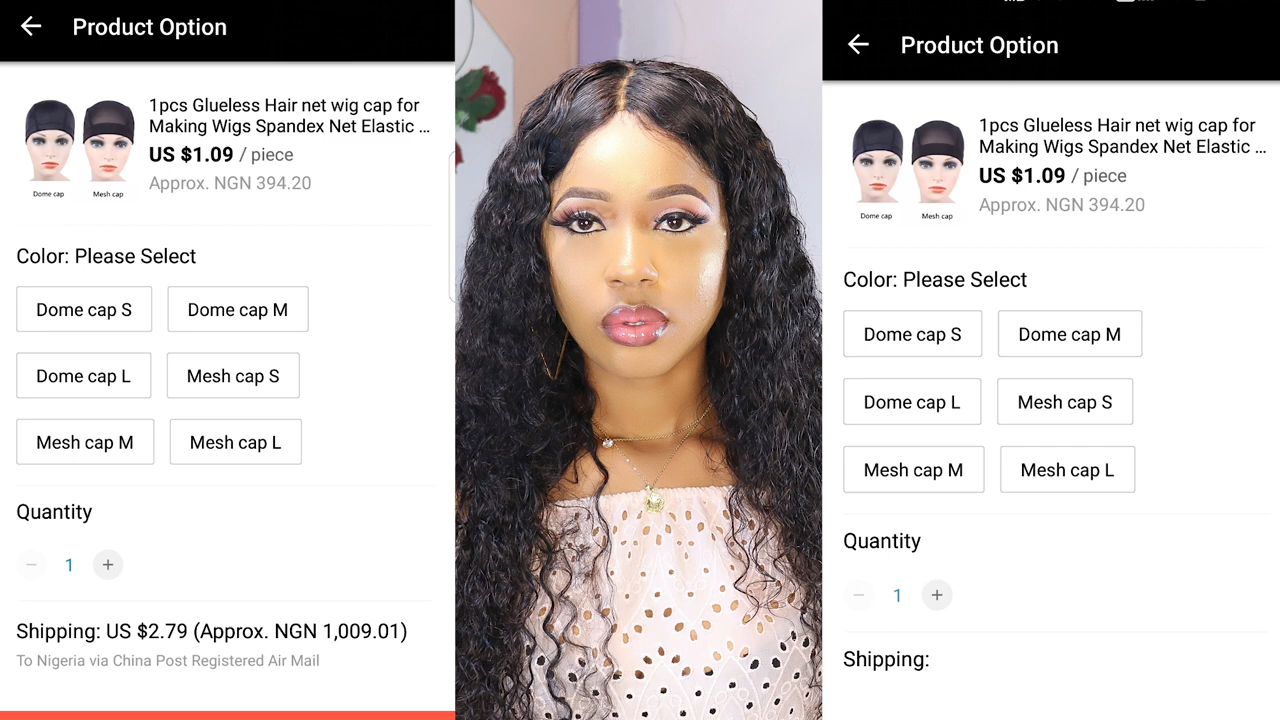 Product Option
1pcs Glueless Hair net wig cap for
Making Wigs Spandex Net Elastic ...
US $1.09 / piece
Approx. NGN 394.20
Dome cap
Mesh cap
Color: Please Select
Dome cap S
Dome cap M
Dome cap L
Mesh cap S
Mesh cap M
Mesh cap L
Quantity
− 1 +
Shipping: US $2.79 (Approx. NGN 1,009.01)
To Nigeria via China Post Registered Air Mail
Product Option
1pcs Glueless Hair net wig cap for
Making Wigs Spandex Net Elastic ...
US $1.09 / piece
Approx. NGN 394.20
Dome cap
Mesh cap
Color: Please Select
Dome cap S
Dome cap M
Dome cap L
Mesh cap S
Mesh cap M
Mesh cap L
Quantity
− 1 +
Shipping: